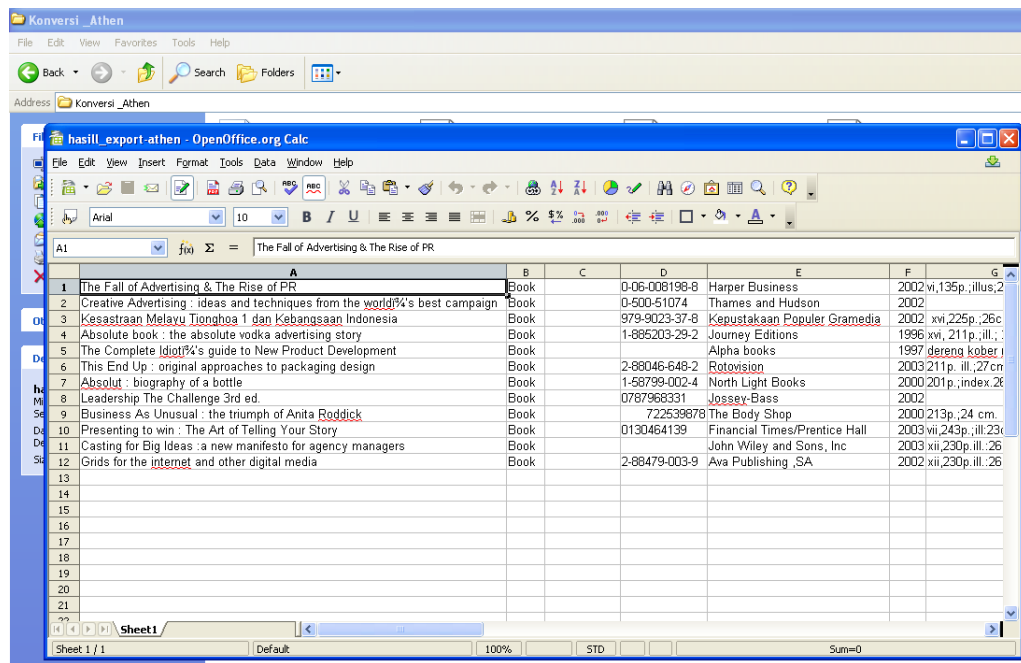 Konversi _Athen
File Edit View Favorites Tools Help
Back Search Folders
Address Konversi _Athen
hasill_export-athen - OpenOffice.org Calc
File Edit View Insert Format Tools Data Window Help
Arial 10 B I U
A1 f(x) Σ = The Fall of Advertising & The Rise of PR
A B C D E F G
1 The Fall of Advertising & The Rise of PR Book 0-06-008198-8 Harper Business 2002 vi,135p.;illus;2
2 Creative Advertising : ideas and techniques from the worldï¾'s best campaign Book 0-500-51074 Thames and Hudson 2002
3 Kesastraan Melayu Tionghoa 1 dan Kebangsaan Indonesia Book 979-9023-37-8 Kepustakaan Populer Gramedia 2002 xvi,225p.;26c
4 Absolute book : the absolute vodka advertising story Book 1-885203-29-2 Journey Editions 1996 xvi, 211p.;ill.;
5 The Complete Idiotï¾'s guide to New Product Development Book Alpha books 1997 dereng kober
6 This End Up : original approaches to packaging design Book 2-88046-648-2 Rotovision 2003 211p. ill.;27cm
7 Absolut : biography of a bottle Book 1-58799-002-4 North Light Books 2000 201p.;index.26
8 Leadership The Challenge 3rd ed. Book 0787968331 Jossey-Bass 2002
9 Business As Unusual : the triumph of Anita Roddick Book 722539878 The Body Shop 2000 213p.;24 cm.
10 Presenting to win : The Art of Telling Your Story Book 0130464139 Financial Times/Prentice Hall 2003 vii,243p.;ill:23c
11 Casting for Big Ideas :a new manifesto for agency managers Book John Wiley and Sons, Inc 2003 xii,230p.ill.:26
12 Grids for the internet and other digital media Book 2-88479-003-9 Ava Publishing ,SA 2002 xii,230p.ill.:26
13
14
15
16
17
18
19
20
21
Sheet1
Sheet 1 / 1 Default 100% STD Sum=0